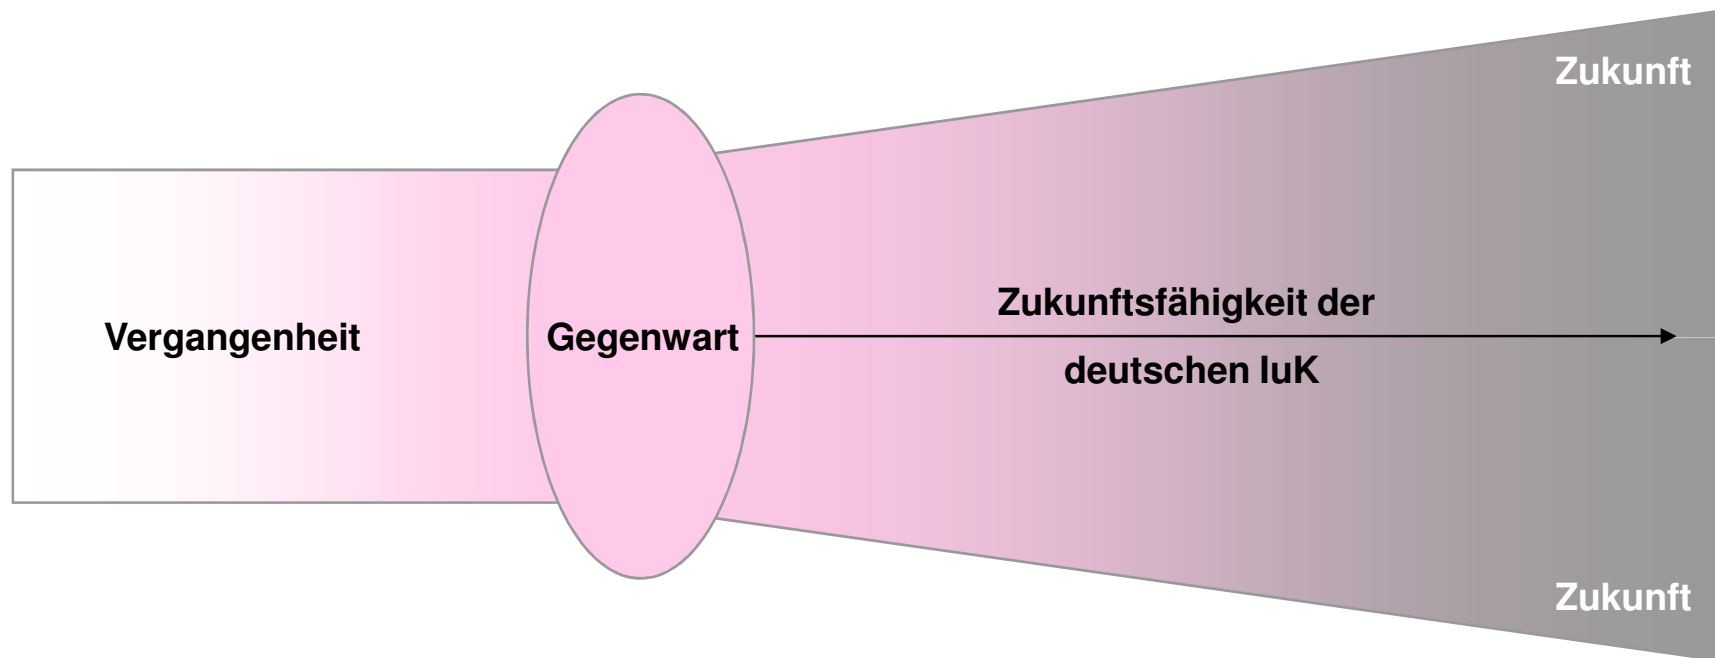 Zukunft
Vergangenheit
Gegenwart
Zukunftsfähigkeit der
deutschen IuK
Zukunft